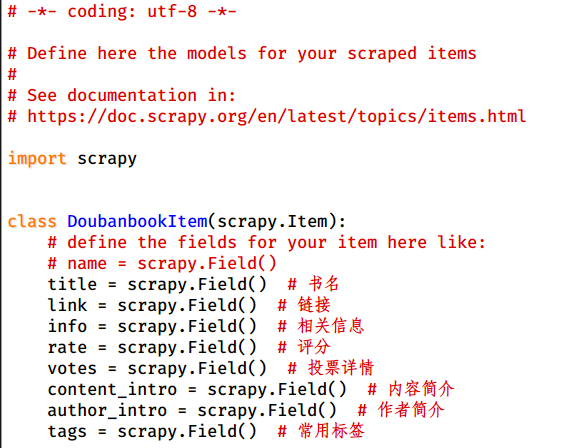 # -*- coding: utf-8 -*-
# Define here the models for your scraped items
#
# See documentation in:
# https://doc.scrapy.org/en/latest/topics/items.html
import scrapy
class DoubanbookItem(scrapy.Item):
    # define the fields for your item here like:
    # name = scrapy.Field()
    title = scrapy.Field()  # 书名
    link = scrapy.Field()  # 链接
    info = scrapy.Field()  # 相关信息
    rate = scrapy.Field()  # 评分
    votes = scrapy.Field()  # 投票详情
    content_intro = scrapy.Field()  # 内容简介
    author_intro = scrapy.Field()  # 作者简介
    tags = scrapy.Field()  # 常用标签